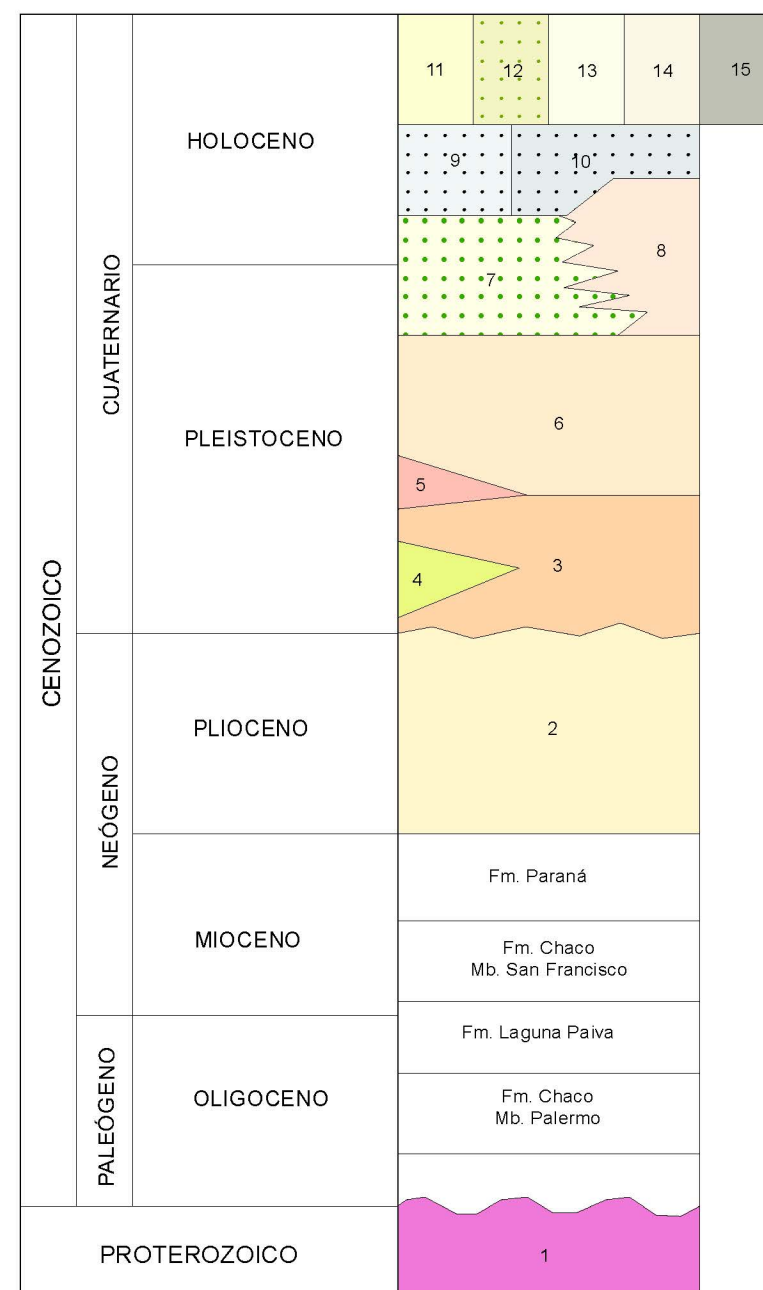 11
12
13
14
15
HOLOCENO
9
10
8
7
CUATERNARIO
PLEISTOCENO
6
5
3
4
CENOZOICO
PLIOCENO
2
NEÓGENO
Fm. Paraná
MIOCENO
Fm. Chaco
Mb. San Francisco
Fm. Laguna Paiva
PALEÓGENO
OLIGOCENO
Fm. Chaco
Mb. Palermo
PROTEROZOICO
1